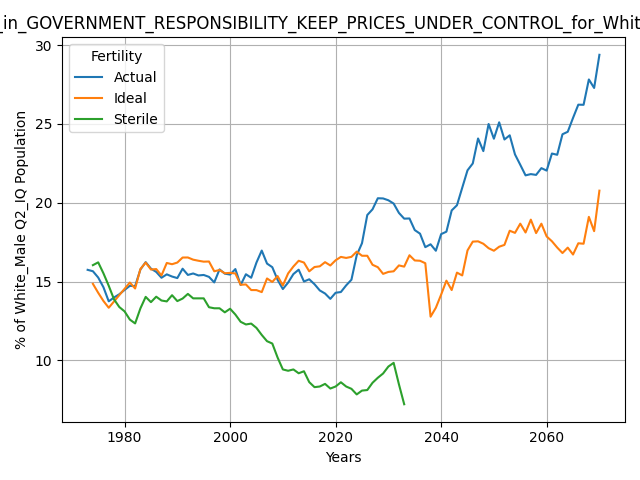 _in_GOVERNMENT_RESPONSIBILITY_KEEP_PRICES_UNDER_CONTROL_for_Whit
Fertility
Actual
Ideal
Sterile
% of White_Male Q2_IQ Population
30
25
20
15
10
1980 2000 2020 2040 2060
Years